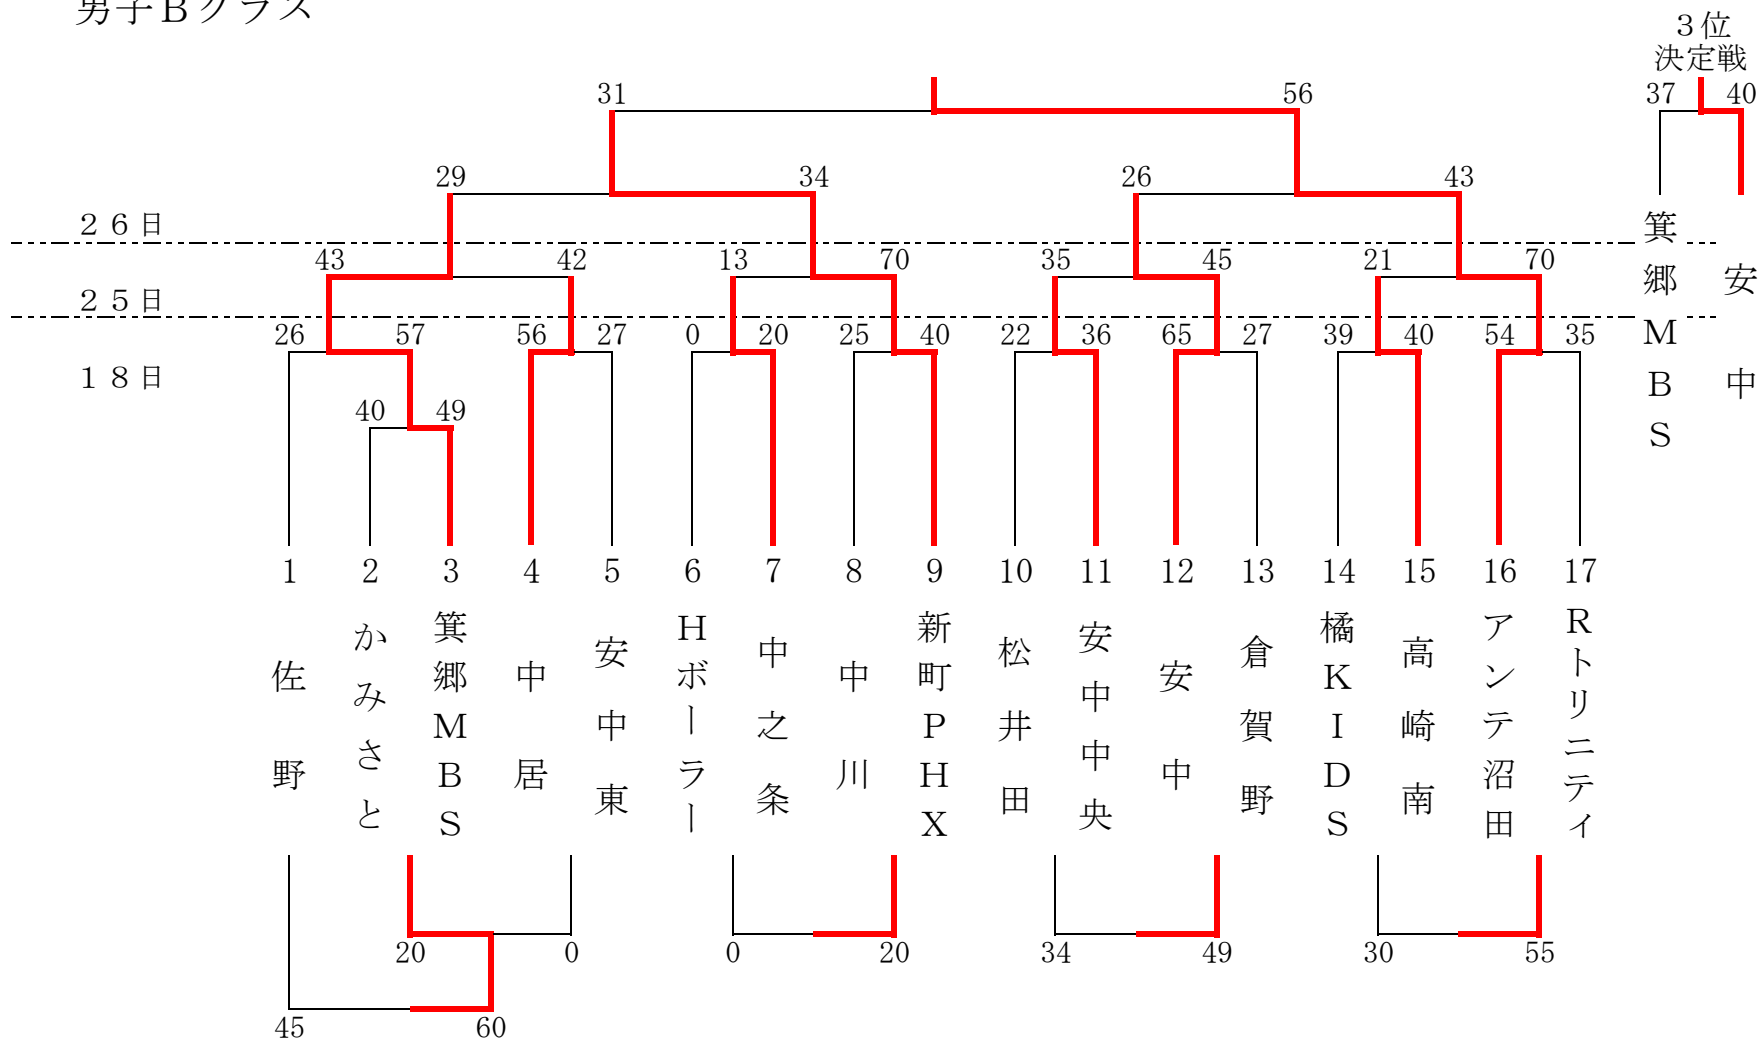 男子Bクラス
３位
決定戦
31
56
37
40
29
34
26
43
２６日
43
42
13
70
35
45
21
70
２５日
26
57
56
27
0
20
25
40
22
36
65
27
39
40
54
35
１８日
40
49
箕郷ＭＢＳ
安中
1
2
3
4
5
6
7
8
9
10
11
12
13
14
15
16
17
佐野
かみさと
箕郷ＭＢＳ
中居
安中東
Ｈボーラー
中之条
中川
新町ＰＨＸ
松井田
安中中央
安中
倉賀野
橘ＫＩＤＳ
高崎南
アンテ沼田
Ｒトリニティ
20
0
0
20
34
49
30
55
45
60